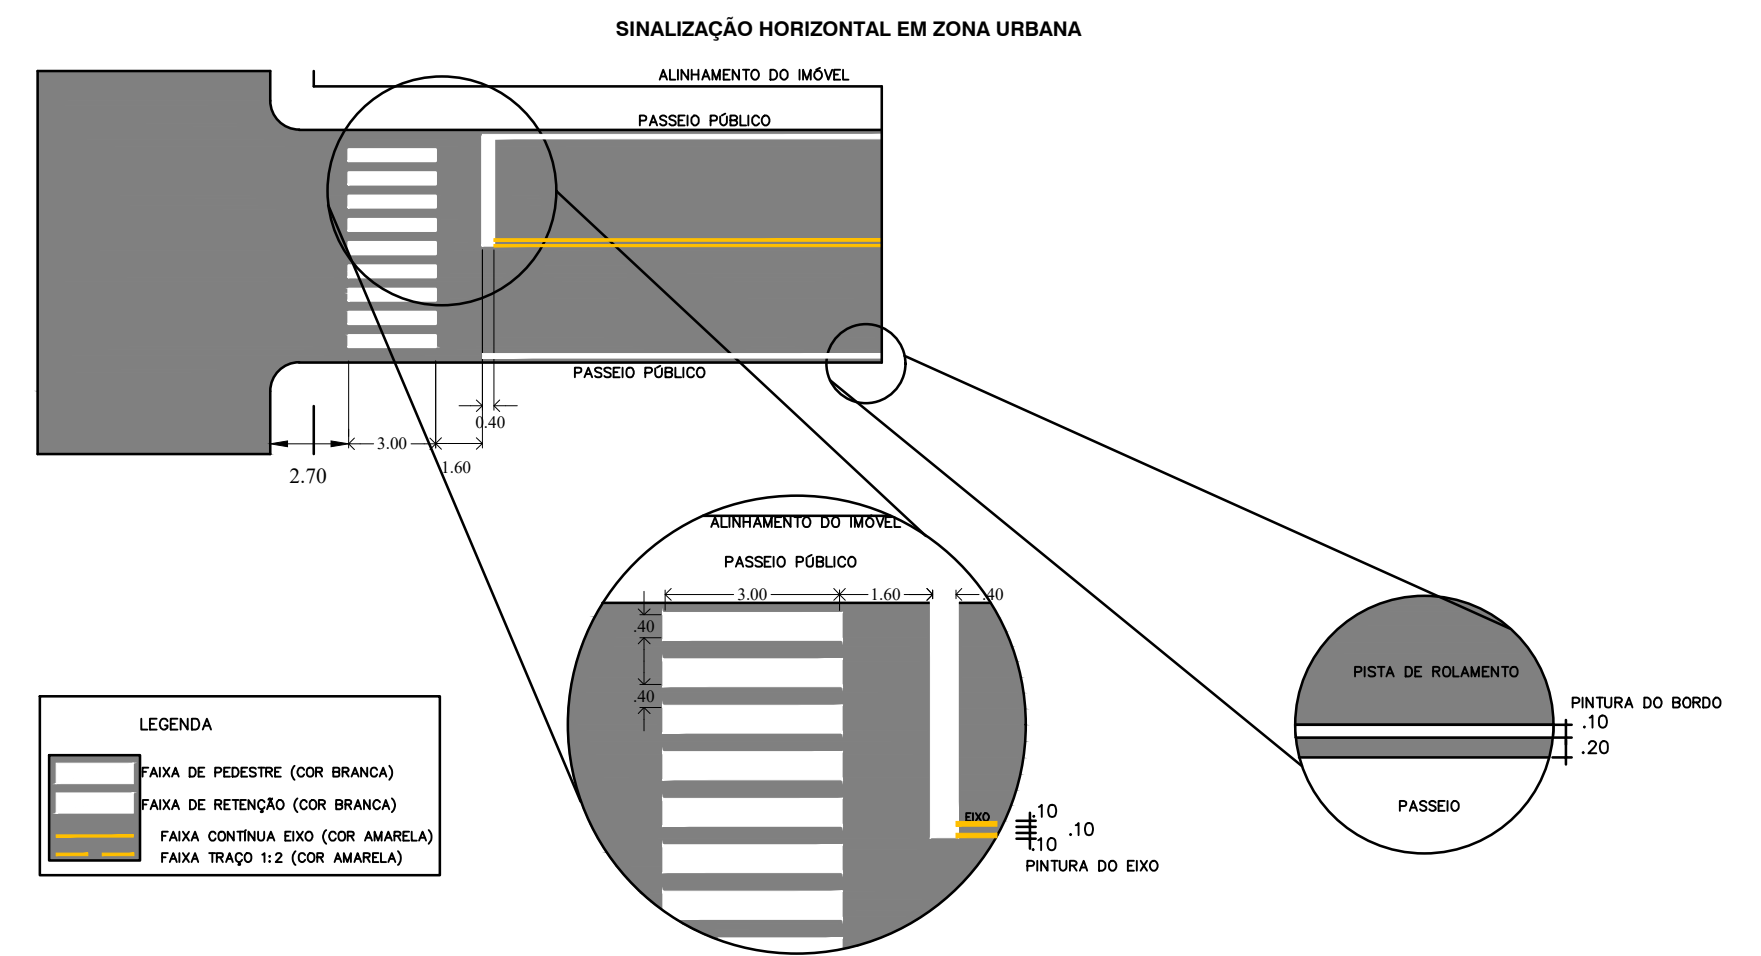 SINALIZAÇÃO HORIZONTAL EM ZONA URBANA
ALINHAMENTO DO IMÓVEL
PASSEIO PÚBLICO
PASSEIO PÚBLICO
0.40
3.00
1.60
2.70
ALINHAMENTO DO IMÓVEL
PASSEIO PÚBLICO
3.00
1.60
.40
.40
.40
EIXO
.10
.10
.10
PINTURA DO EIXO
PISTA DE ROLAMENTO
PINTURA DO BORDO
.10
.20
PASSEIO
LEGENDA
FAIXA DE PEDESTRE (COR BRANCA)
FAIXA DE RETENÇÃO (COR BRANCA)
FAIXA CONTÍNUA EIXO (COR AMARELA)
FAIXA TRAÇO 1:2 (COR AMARELA)